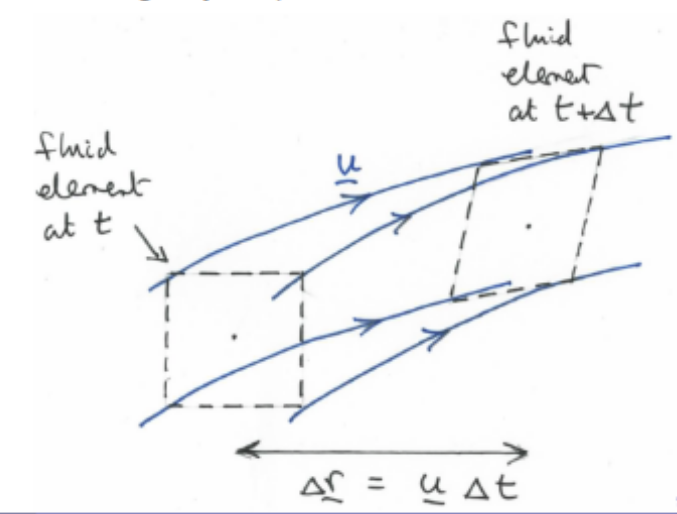 fluid
element
at t+Δt
fluid
element
at t
u
Δr = u Δt